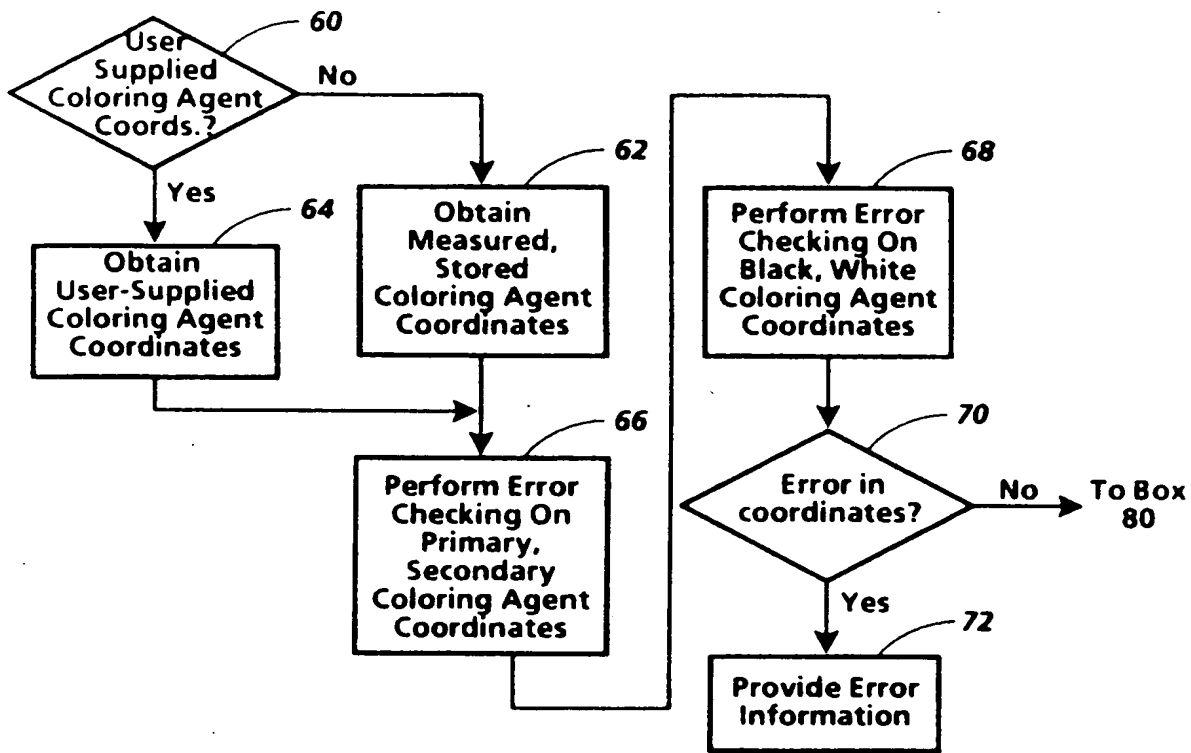 60
User
Supplied
Coloring Agent
Coords.?
No
Yes
64
Obtain
User-Supplied
Coloring Agent
Coordinates
62
Obtain
Measured,
Stored
Coloring Agent
Coordinates
66
Perform Error
Checking On
Primary,
Secondary
Coloring Agent
Coordinates
68
Perform Error
Checking On
Black, White
Coloring Agent
Coordinates
70
Error in
coordinates?
No
To Box
80
Yes
72
Provide Error
Information